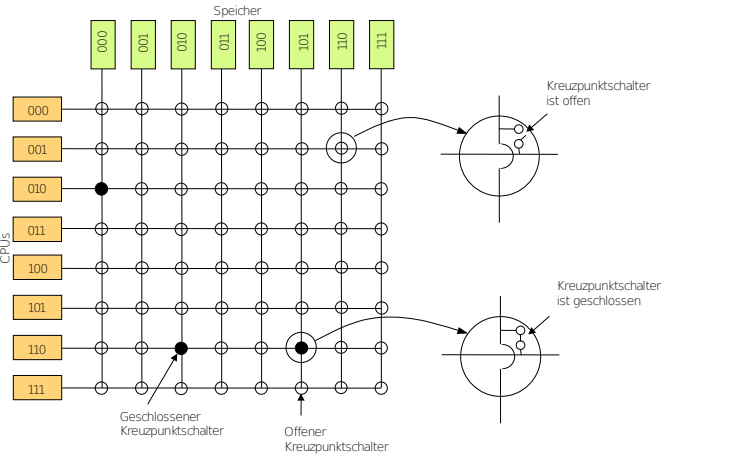 Speicher
000
001
010
011
100
101
110
111
000
001
010
011
100
101
110
111
CPUs
Kreuzpunktschalter
ist offen
Kreuzpunktschalter
ist geschlossen
Geschlossener
Kreuzpunktschalter
Offener
Kreuzpunktschalter